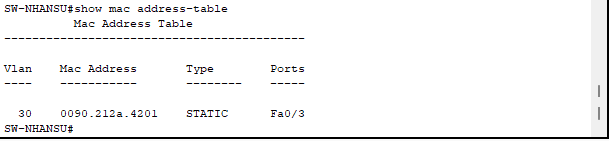 SW-NHANSU#show mac address-table
Mac Address Table
-------------------------------------------
Vlan    Mac Address       Type        Ports
----    -----------       --------    -----
30    0090.212a.4201    STATIC      Fa0/3
SW-NHANSU#